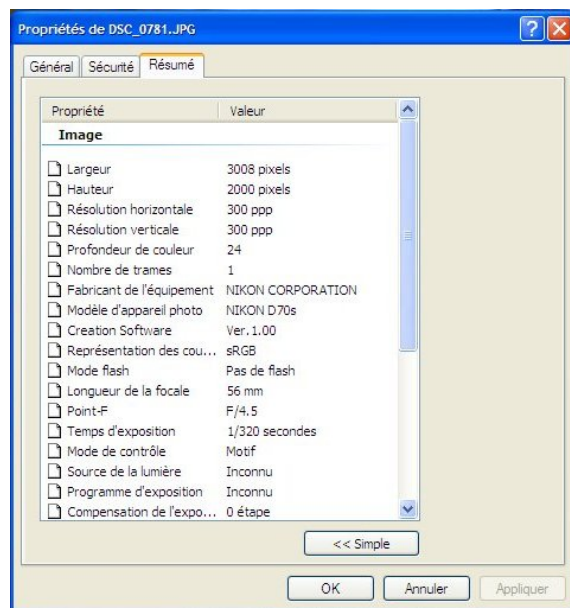 Propriétés de DSC_0781.JPG
Général Sécurité Résumé
Propriété Valeur
Image
Largeur 3008 pixels
Hauteur 2000 pixels
Résolution horizontale 300 ppp
Résolution verticale 300 ppp
Profondeur de couleur 24
Nombre de trames 1
Fabricant de l'équipement NIKON CORPORATION
Modèle d'appareil photo NIKON D70s
Creation Software Ver.1.00
Représentation des cou... sRGB
Mode flash Pas de flash
Longueur de la focale 56 mm
Point-F F/4.5
Temps d'exposition 1/320 secondes
Mode de contrôle Motif
Source de la lumière Inconnu
Programme d'exposition Inconnu
Compensation de l'expo... 0 étape
<< Simple
OK Annuler Appliquer